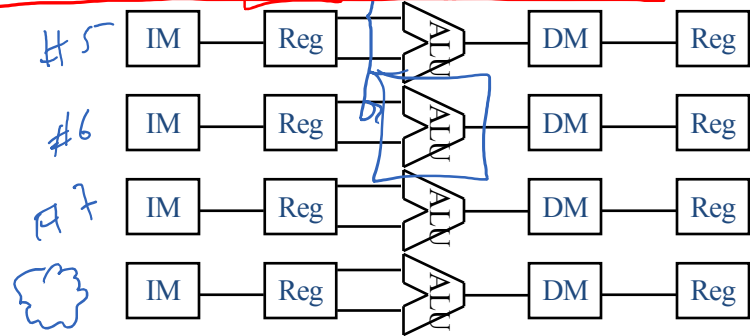 #5 IM Reg ALU DM Reg
#6 IM Reg ALU DM Reg
#7 IM Reg ALU DM Reg
IM Reg ALU DM Reg